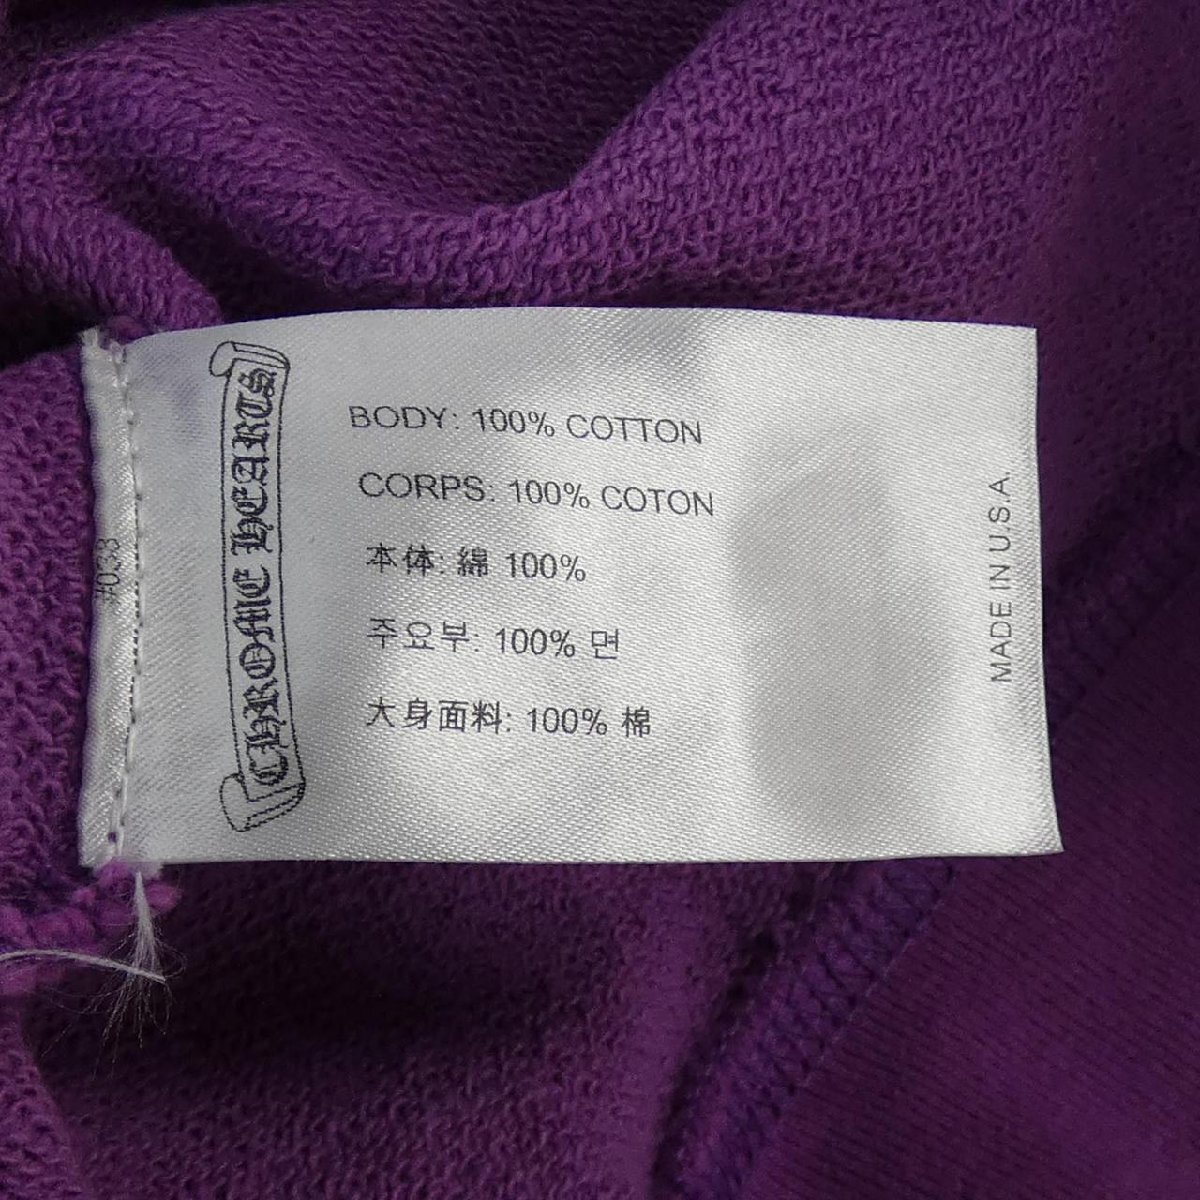 #033
CHROME HEARTS
BODY: 100% COTTON
CORPS: 100% COTON
本体: 綿 100%
주요부: 100% 면
大身面料: 100% 棉
MADE IN U.S.A.